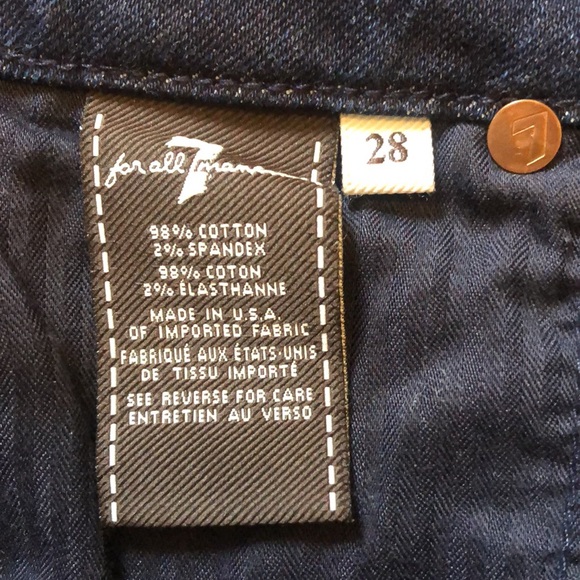 for all 7 mankind
28
98% COTTON
2% SPANDEX
98% COTON
2% ÉLASTHANNE
MADE IN U.S.A.
OF IMPORTED FABRIC
FABRIQUÉ AUX ÉTATS-UNIS
DE TISSU IMPORTÉ
SEE REVERSE FOR CARE
ENTRETIEN AU VERSO
7